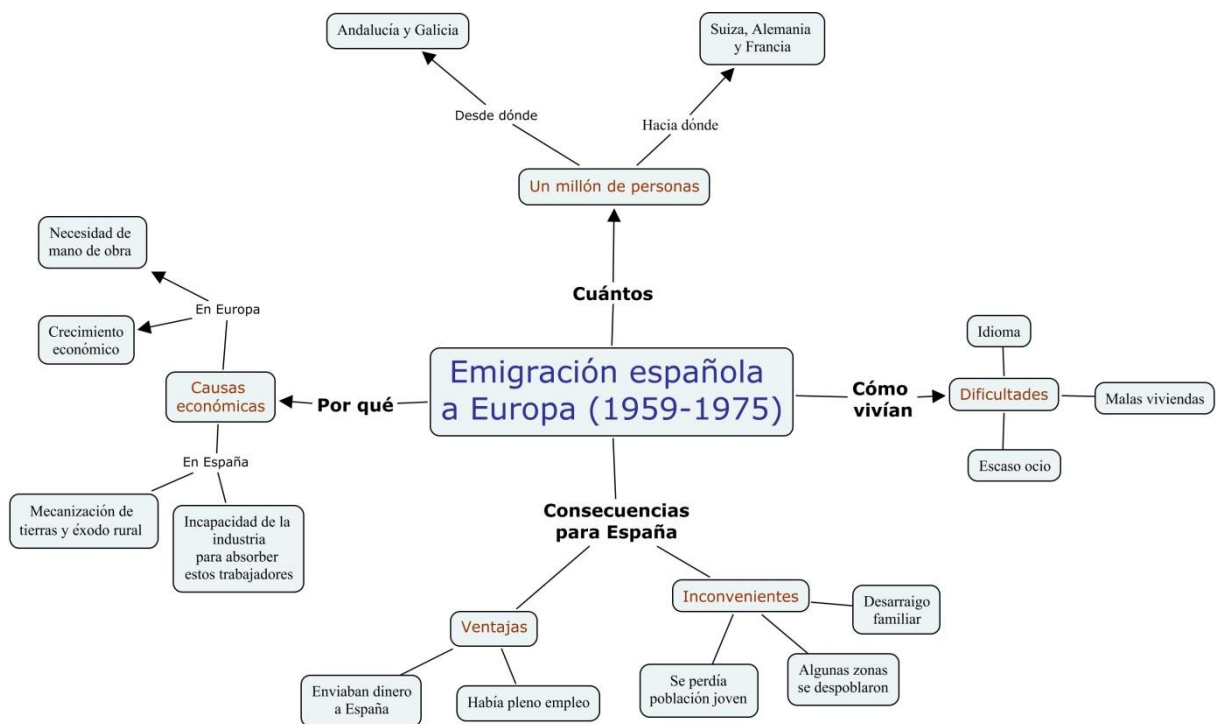 Andalucía y Galicia
Suiza, Alemania
y Francia
Desde dónde
Hacia dónde
Un millón de personas
Cuántos
Emigración española
a Europa (1959-1975)
Por qué
Causas
económicas
En Europa
Necesidad de
mano de obra
Crecimiento
económico
En España
Mecanización de
tierras y éxodo rural
Incapacidad de la
industria
para absorber
estos trabajadores
Cómo
vivían
Dificultades
Idioma
Malas viviendas
Escaso ocio
Consecuencias
para España
Ventajas
Enviaban dinero
a España
Había pleno empleo
Inconvenientes
Desarraigo
familiar
Se perdía
población joven
Algunas zonas
se despoblaron